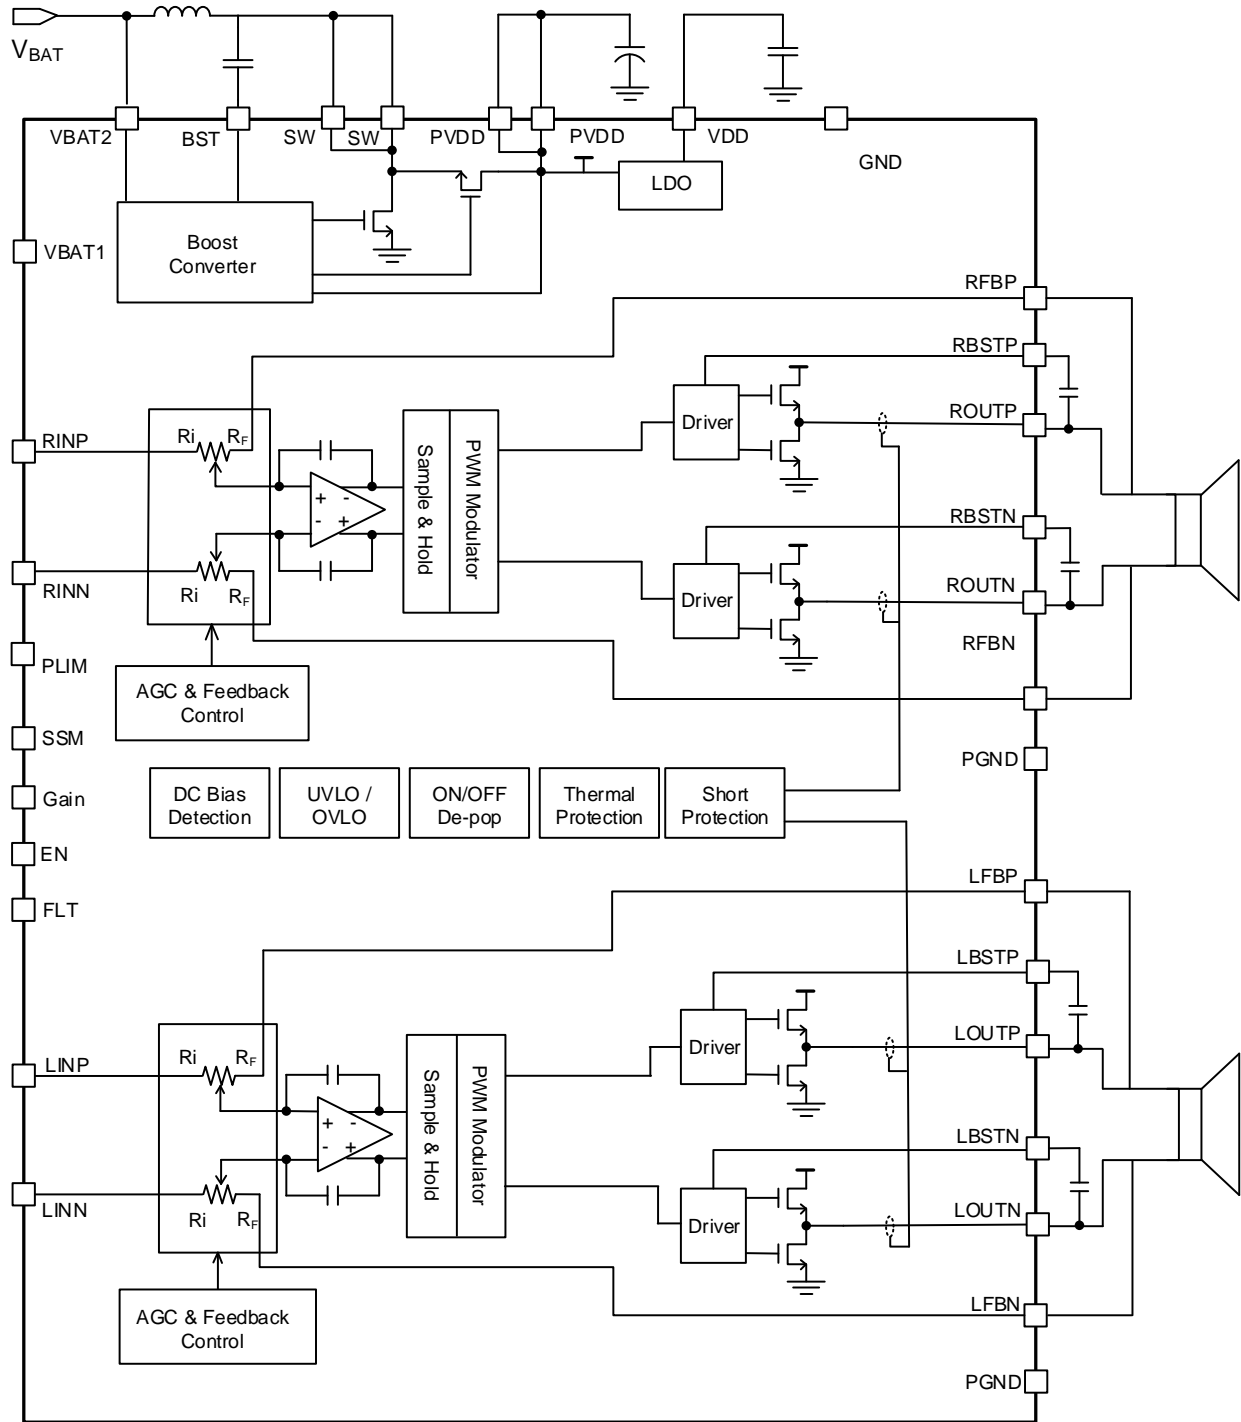 VBAT
VBAT2
BST
SW
SW
PVDD
PVDD
VDD
GND
LDO
VBAT1
Boost
Converter
RFBP
RBSTP
Driver
ROUTP
RINP
Ri
RF
+
-
-
+
Sample & Hold
PWM Modulator
RBSTN
Driver
ROUTN
RINN
Ri
RF
RFBN
PLIM
AGC & Feedback
Control
SSM
PGND
Gain
DC Bias
Detection
UVLO /
OVLO
ON/OFF
De-pop
Thermal
Protection
Short
Protection
EN
LFBP
FLT
LBSTP
Driver
LOUTP
LINP
Ri
RF
+
-
-
+
Sample & Hold
PWM Modulator
LBSTN
Driver
LOUTN
LINN
Ri
RF
LFBN
AGC & Feedback
Control
PGND